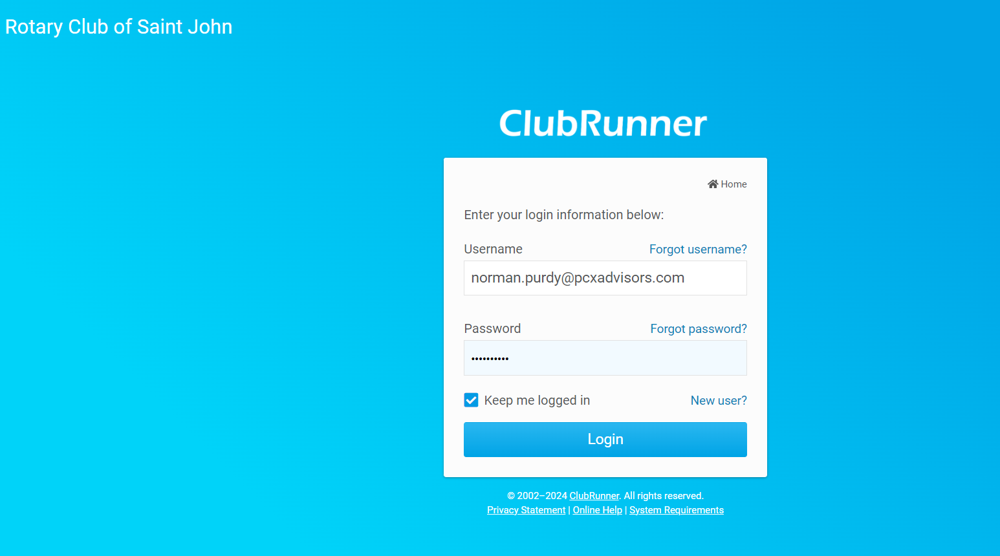 Rotary Club of Saint John
ClubRunner
Home
Enter your login information below:
Username Forgot username?
norman.purdy@pcxadvisors.com
Password Forgot password?
••••••••••
Keep me logged in New user?
Login
© 2002–2024 ClubRunner. All rights reserved.
Privacy Statement | Online Help | System Requirements